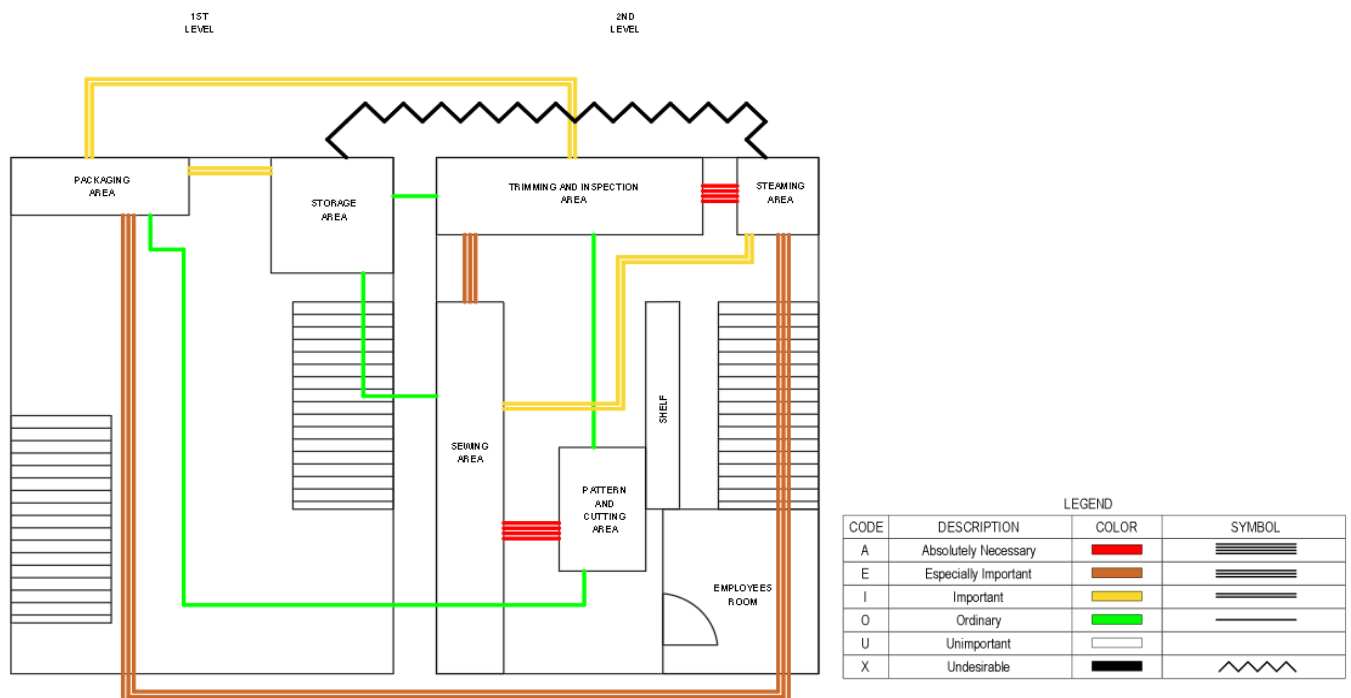 1ST
LEVEL
2ND
LEVEL
PACKAGING
AREA
STORAGE
AREA
TRIMMING AND INSPECTION
AREA
STEAMING
AREA
SEWING
AREA
SHELF
PATTERN
AND
CUTTING
AREA
EMPLOYEES
ROOM
LEGEND
CODE DESCRIPTION COLOR SYMBOL
A Absolutely Necessary
E Especially Important
I Important
O Ordinary
U Unimportant
X Undesirable